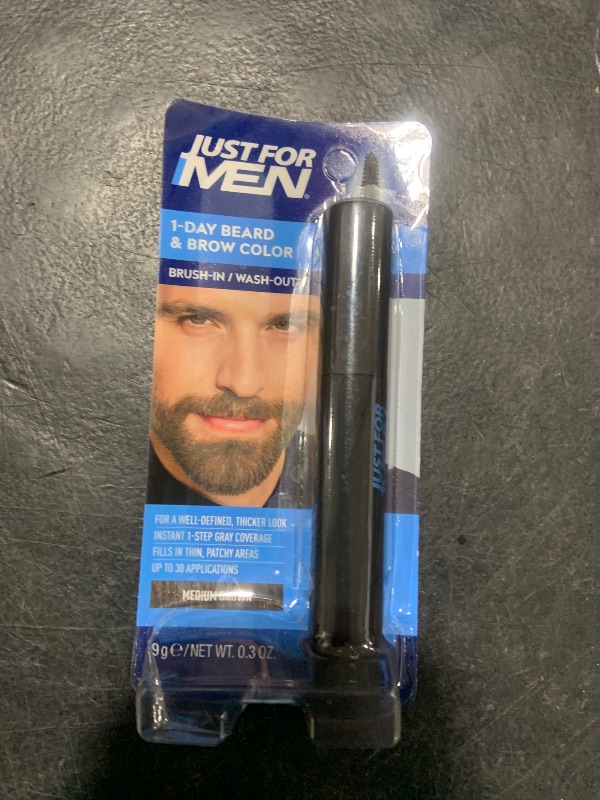 JUST FOR
MEN®
1-DAY BEARD
& BROW COLOR
BRUSH-IN / WASH-OUT
FOR A WELL-DEFINED, THICKER LOOK
INSTANT 1-STEP GRAY COVERAGE
FILLS IN THIN, PATCHY AREAS
UP TO 30 APPLICATIONS
MEDIUM BROWN
9g ℮ / NET WT. 0.3 OZ.
JUST FOR